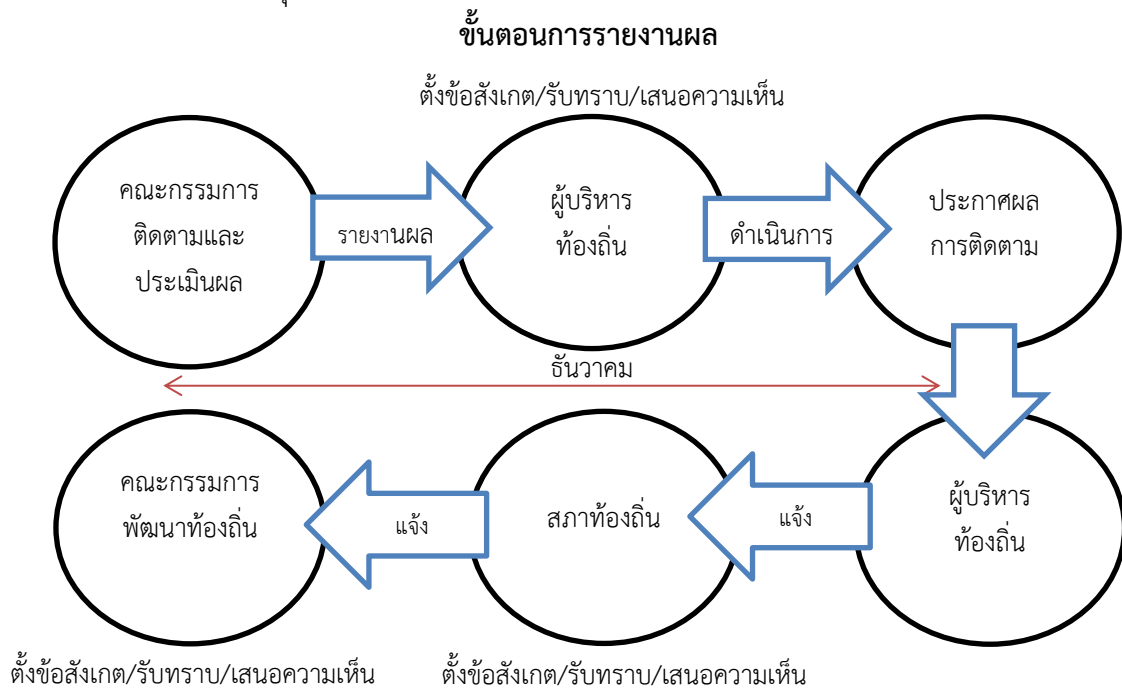 ขั้นตอนการรายงานผล
ตั้งข้อสังเกต/รับทราบ/เสนอความเห็น
คณะกรรมการ
ติดตามและ
ประเมินผล
รายงานผล
ผู้บริหาร
ท้องถิ่น
ดำเนินการ
ประกาศผล
การติดตาม
ธันวาคม
คณะกรรมการ
พัฒนาท้องถิ่น
แจ้ง
สภาท้องถิ่น
แจ้ง
ผู้บริหาร
ท้องถิ่น
ตั้งข้อสังเกต/รับทราบ/เสนอความเห็น
ตั้งข้อสังเกต/รับทราบ/เสนอความเห็น